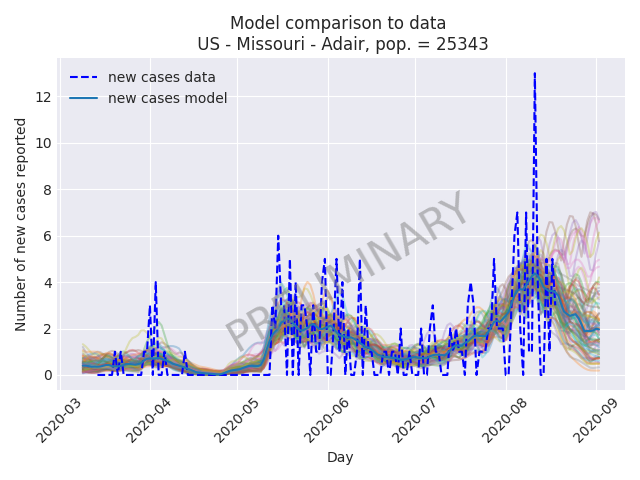 Model comparison to data
US - Missouri - Adair, pop. = 25343
new cases data
new cases model
Number of new cases reported
12
10
8
6
4
2
0
PRELIMINARY
2020-03
2020-04
2020-05
2020-06
2020-07
2020-08
2020-09
Day